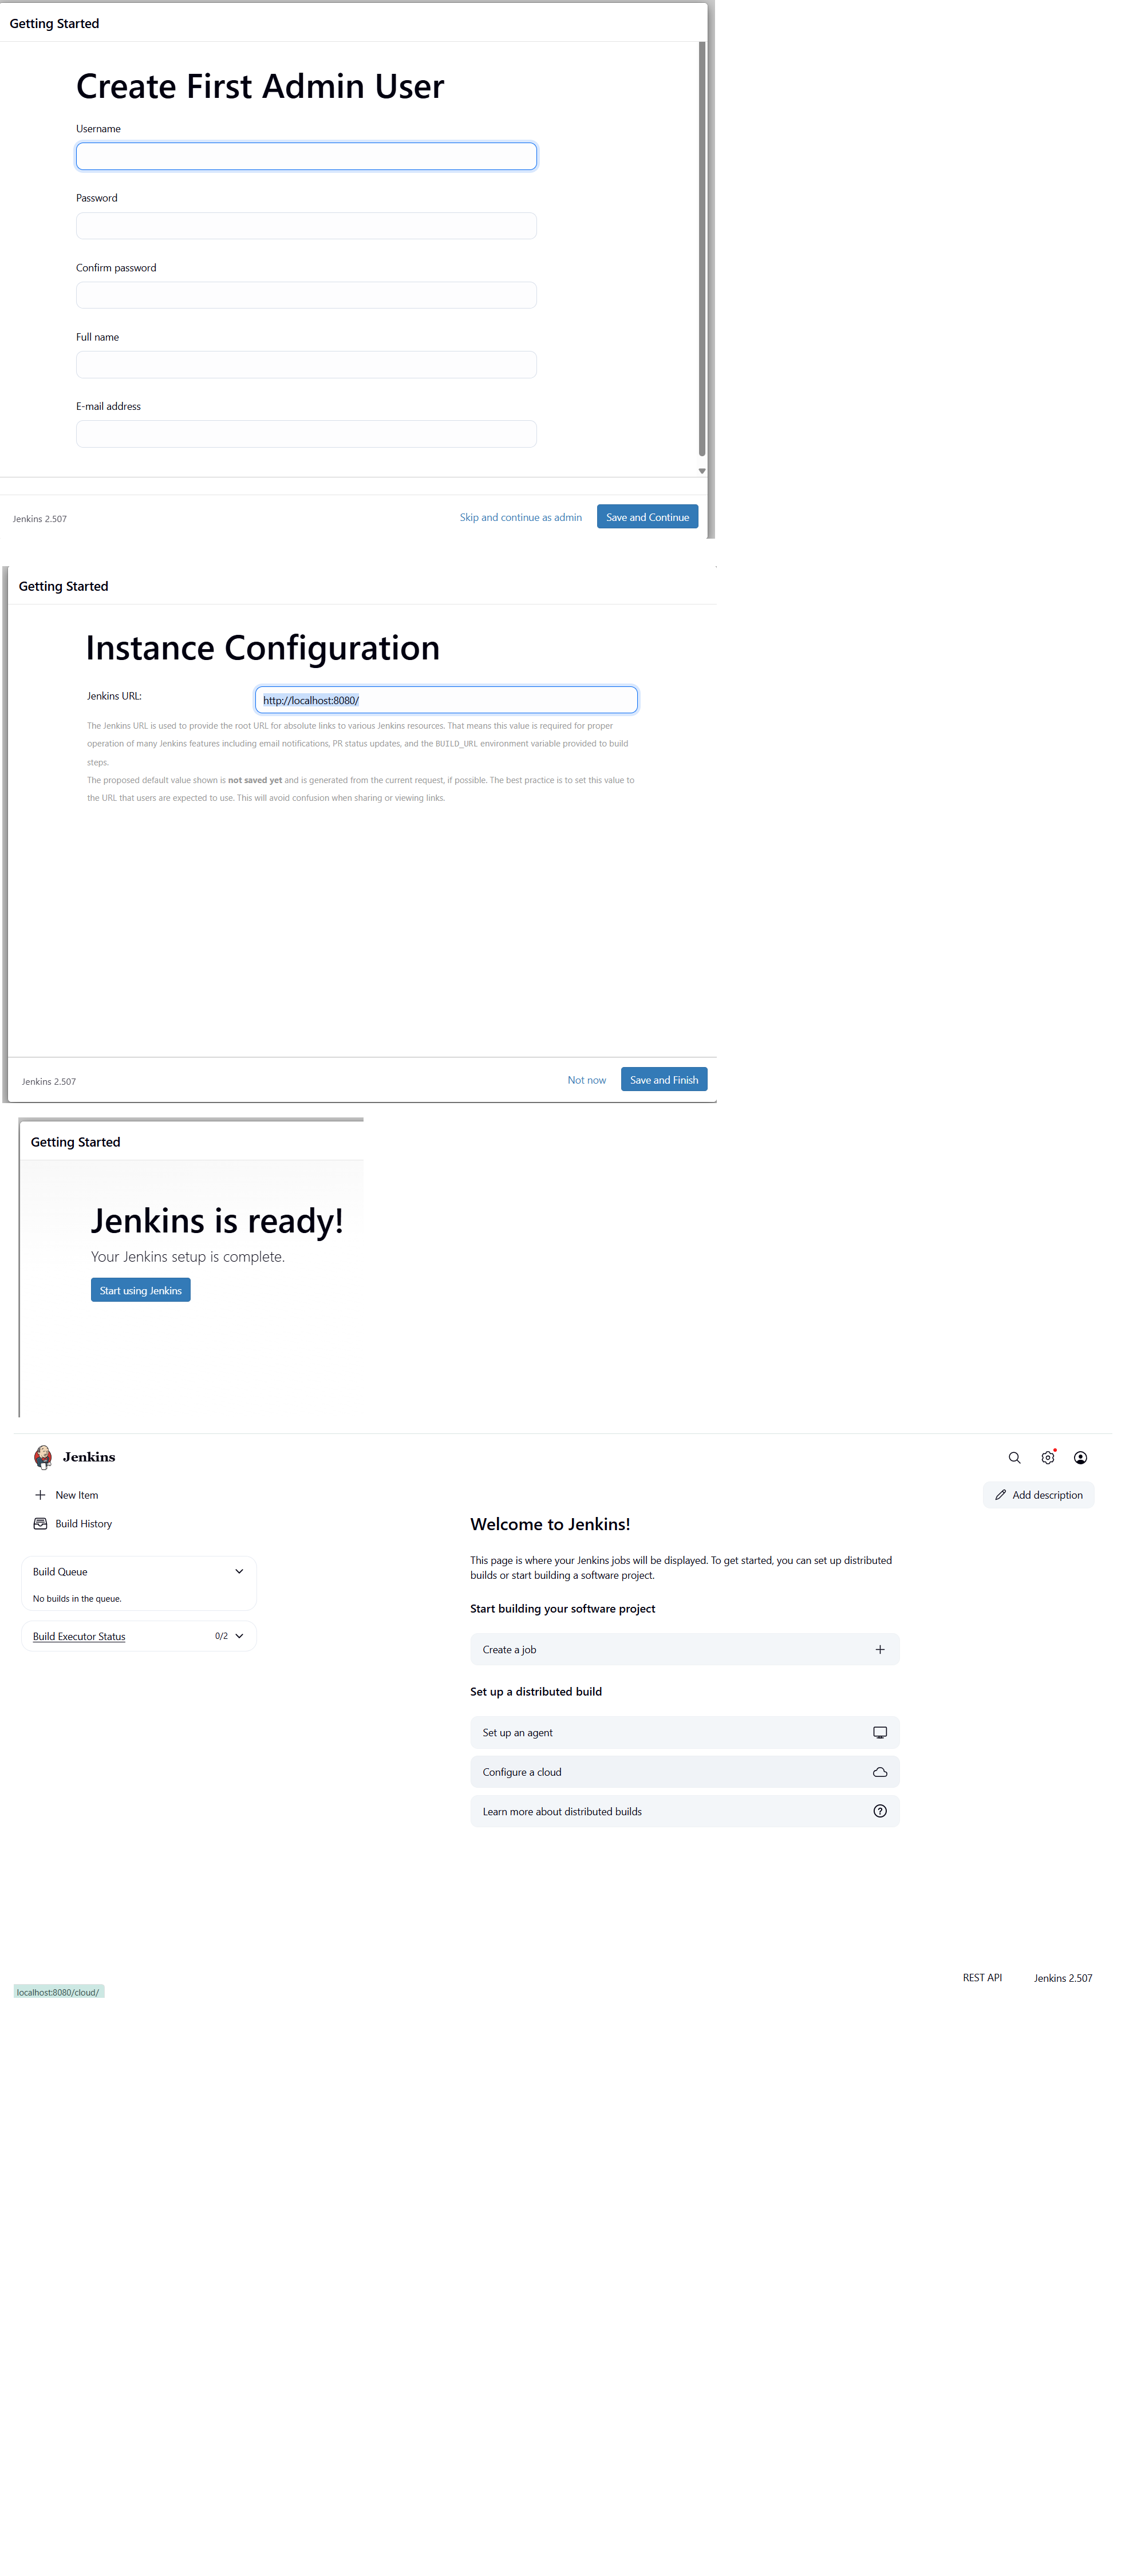 Getting Started
Create First Admin User
Username
Password
Confirm password
Full name
E-mail address
Jenkins 2.507
Skip and continue as admin
Save and Continue
Getting Started
Instance Configuration
Jenkins URL:
http://localhost:8080/
The Jenkins URL is used to provide the root URL for absolute links to various Jenkins resources. That means this value is required for proper
operation of many Jenkins features including email notifications, PR status updates, and the BUILD_URL environment variable provided to build
steps.
The proposed default value shown is not saved yet and is generated from the current request, if possible. The best practice is to set this value to
the URL that users are expected to use. This will avoid confusion when sharing or viewing links.
Jenkins 2.507
Not now
Save and Finish
Getting Started
Jenkins is ready!
Your Jenkins setup is complete.
Start using Jenkins
Jenkins
New Item
Add description
Build History
Welcome to Jenkins!
This page is where your Jenkins jobs will be displayed. To get started, you can set up distributed
builds or start building a software project.
Build Queue
No builds in the queue.
Build Executor Status
0/2
Start building your software project
Create a job
Set up a distributed build
Set up an agent
Configure a cloud
Learn more about distributed builds
REST API
Jenkins 2.507
localhost:8080/cloud/